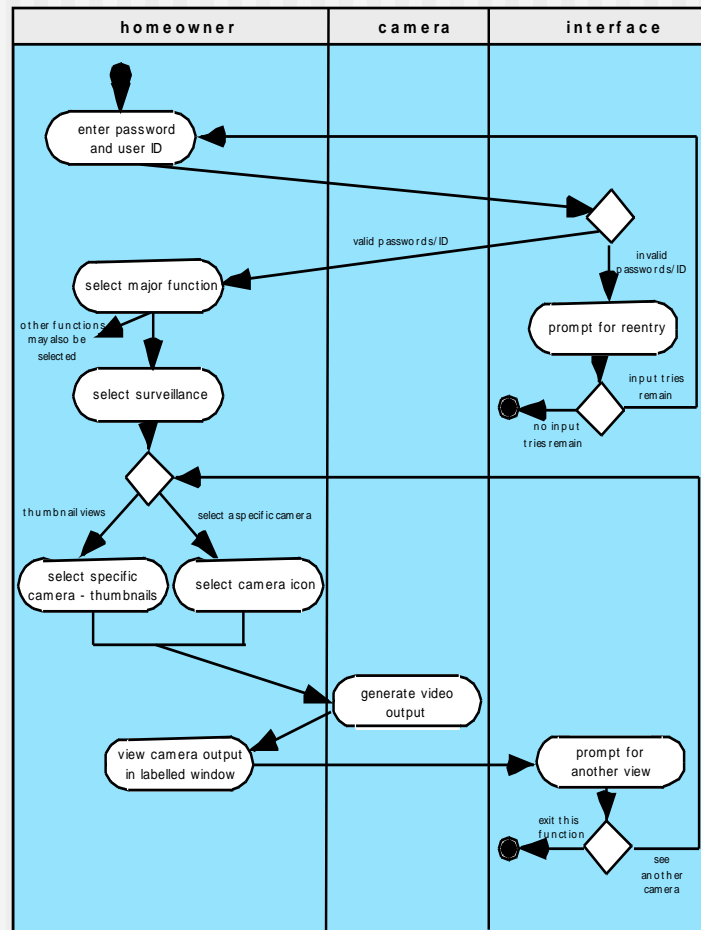 homeowner
camera
interface
enter password
and user ID
valid passwords/ID
invalid
passwords/ID
select major function
prompt for reentry
other functions
may also be
selected
input tries
remain
select surveillance
no input
tries remain
thumbnail views
select a specific camera
select specific
camera - thumbnails
select camera icon
generate video
output
view camera output
in labelled window
prompt for
another view
exit this
function
see
another
camera